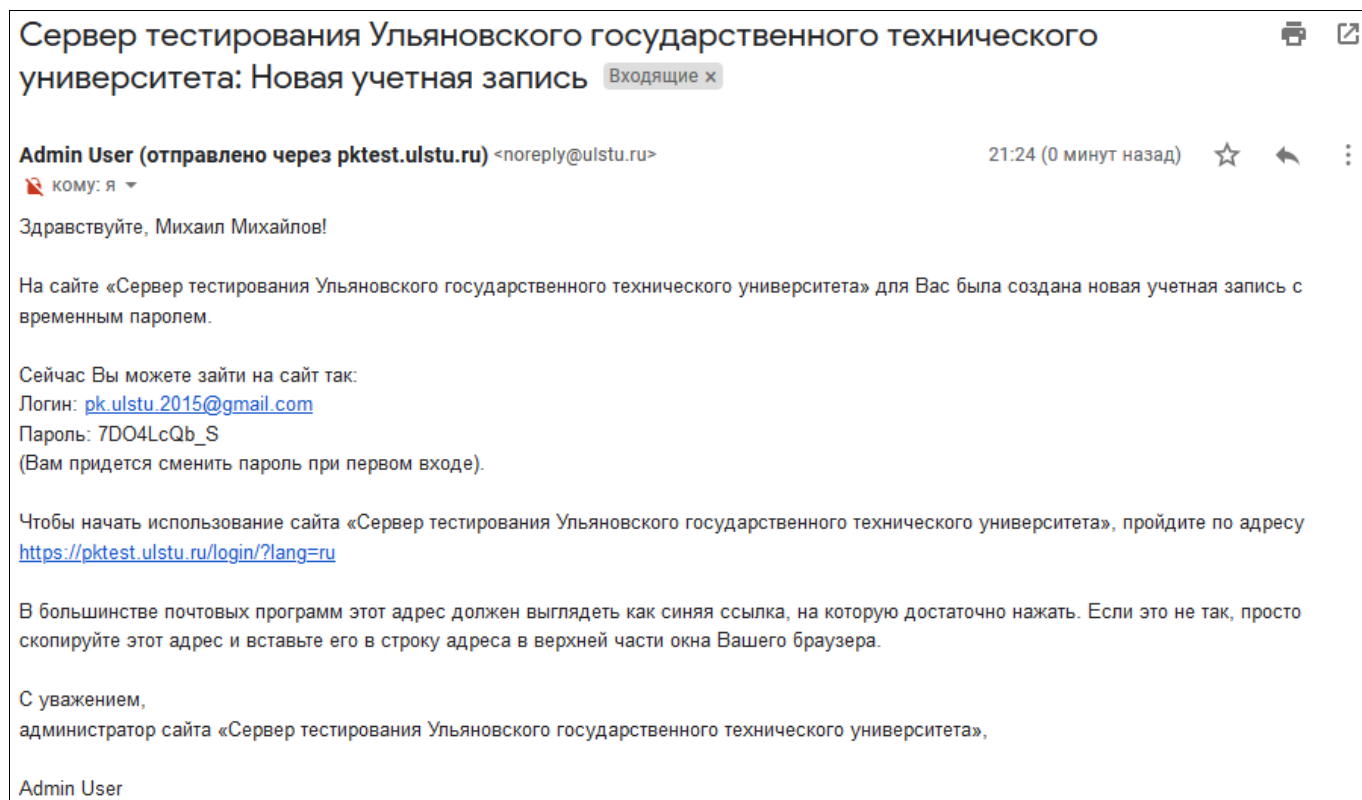 Сервер тестирования Ульяновского государственного технического
университета: Новая учетная запись Входящие x
Admin User (отправлено через pktest.ulstu.ru) <noreply@ulstu.ru> 21:24 (0 минут назад)
кому: я
Здравствуйте, Михаил Михайлов!
На сайте «Сервер тестирования Ульяновского государственного технического университета» для Вас была создана новая учетная запись с
временным паролем.
Сейчас Вы можете зайти на сайт так:
Логин: pk.ulstu.2015@gmail.com
Пароль: 7DO4LcQb_S
(Вам придется сменить пароль при первом входе).
Чтобы начать использование сайта «Сервер тестирования Ульяновского государственного технического университета», пройдите по адресу
https://pktest.ulstu.ru/login/?lang=ru
В большинстве почтовых программ этот адрес должен выглядеть как синяя ссылка, на которую достаточно нажать. Если это не так, просто
скопируйте этот адрес и вставьте его в строку адреса в верхней части окна Вашего браузера.
С уважением,
администратор сайта «Сервер тестирования Ульяновского государственного технического университета»,
Admin User